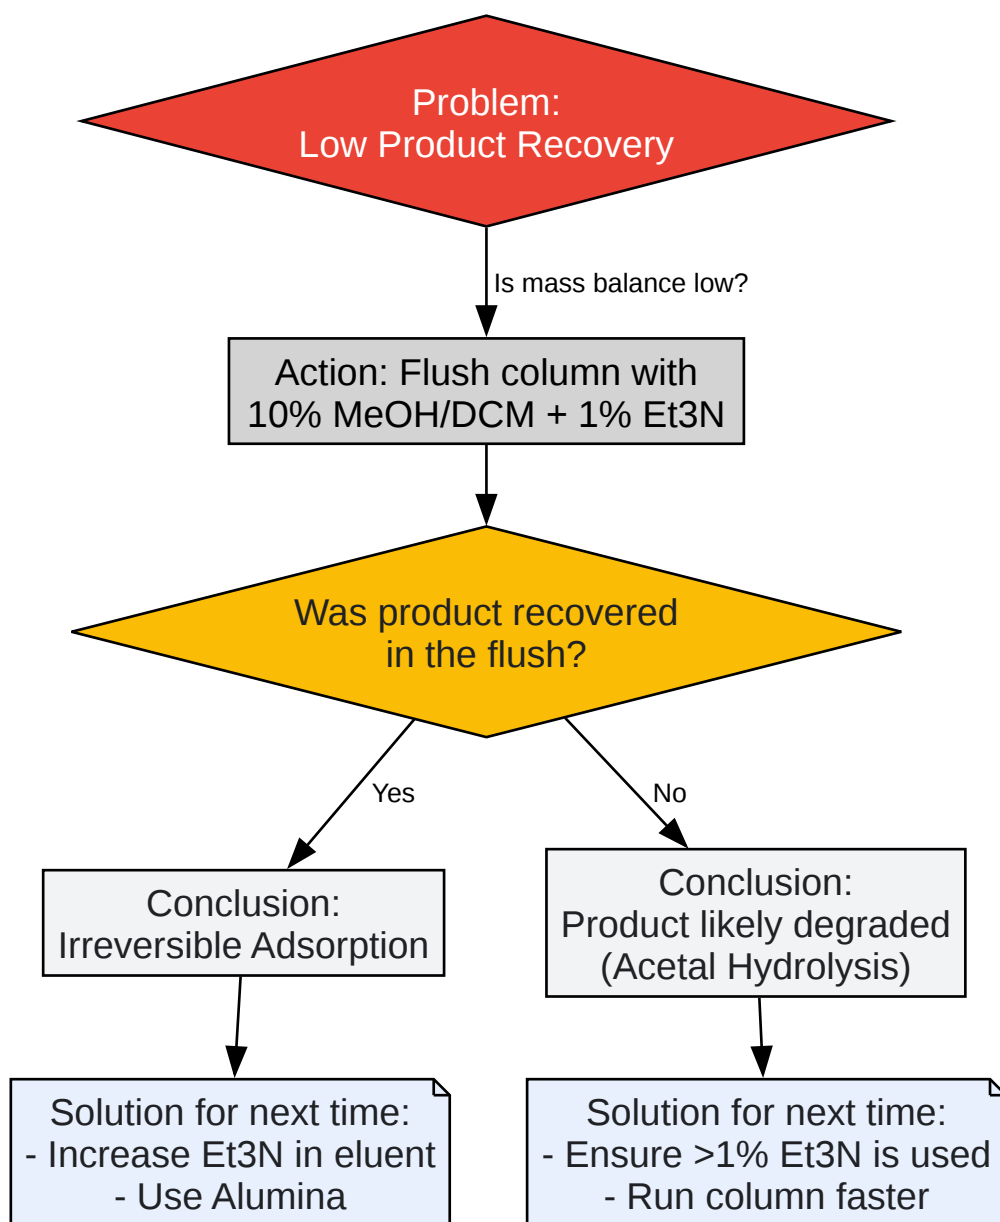 Problem:
Low Product Recovery
Is mass balance low?
Action: Flush column with
10% MeOH/DCM + 1% Et3N
Was product recovered
in the flush?
Yes
No
Conclusion:
Irreversible Adsorption
Conclusion:
Product likely degraded
(Acetal Hydrolysis)
Solution for next time:
- Increase Et3N in eluent
- Use Alumina
Solution for next time:
- Ensure >1% Et3N is used
- Run column faster